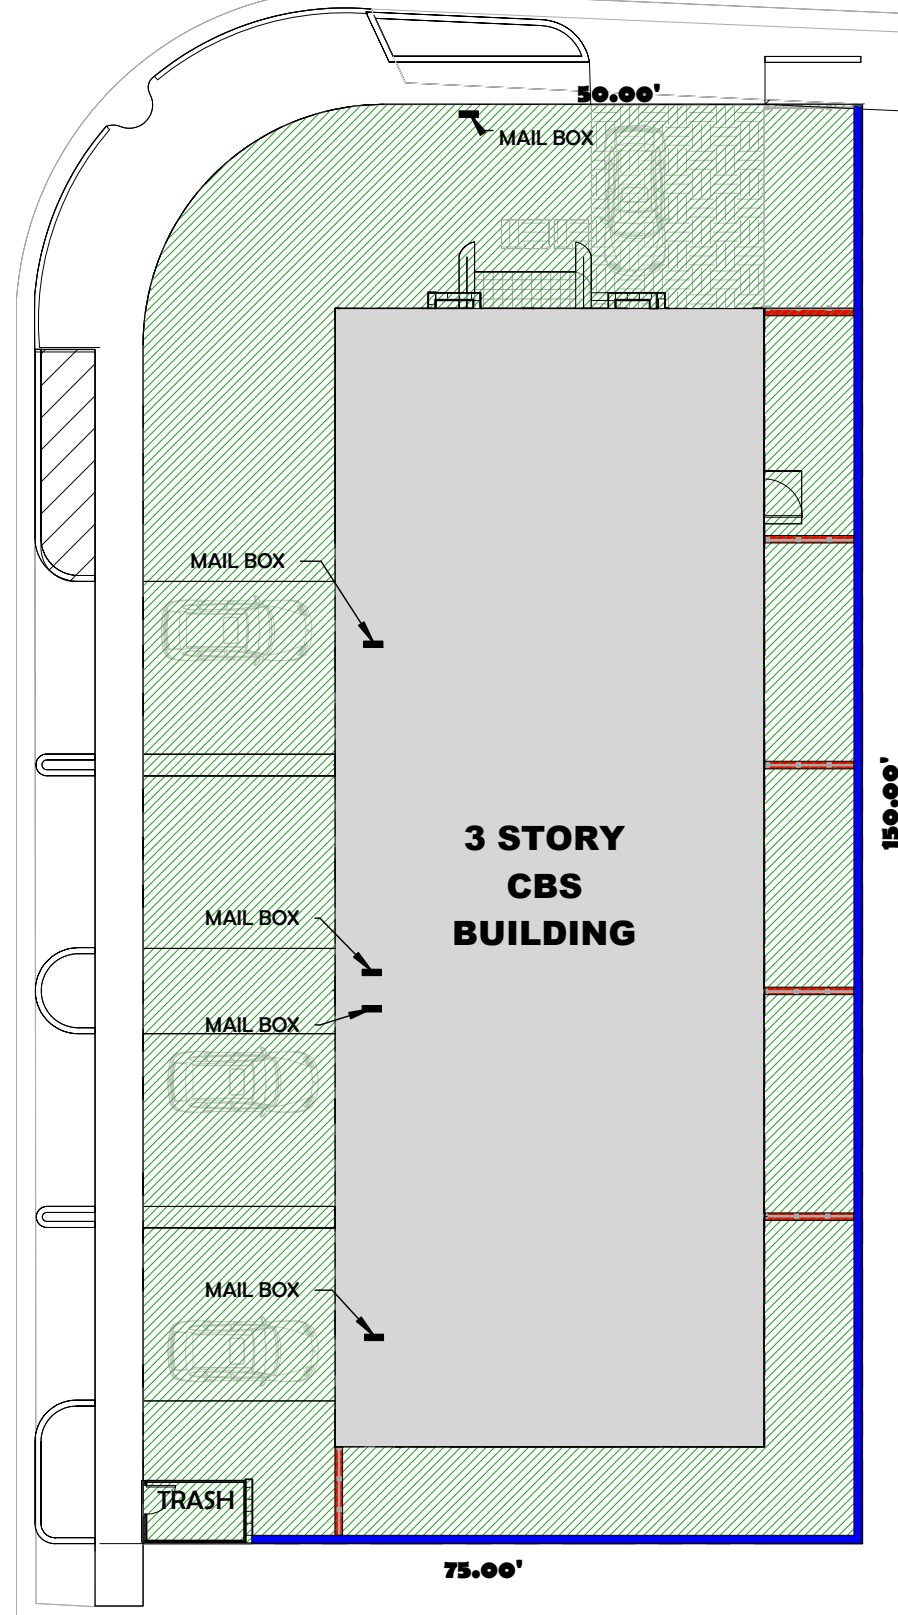 50.00'
MAIL BOX
MAIL BOX
150.00'
3 STORY
CBS
BUILDING
MAIL BOX
MAIL BOX
MAIL BOX
TRASH
75.00'